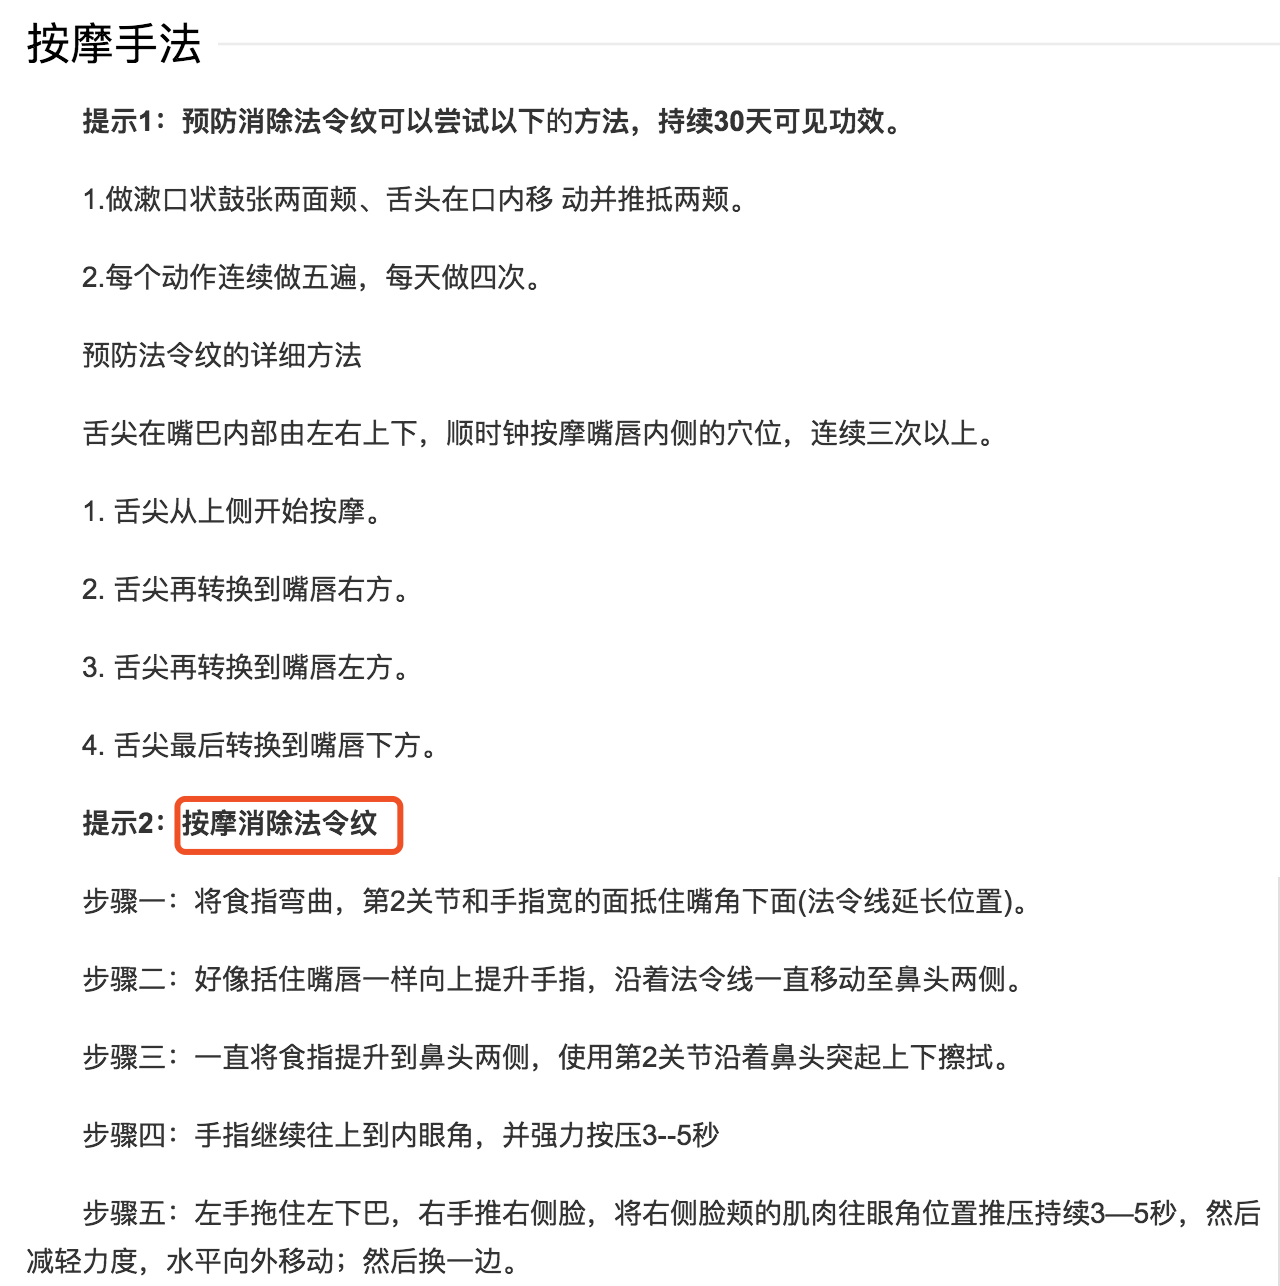 按摩手法
提示1：预防消除法令纹可以尝试以下的方法，持续30天可见功效。
1.做漱口状鼓张两面颊、舌头在口内移 动并推抵两颊。
2.每个动作连续做五遍，每天做四次。
预防法令纹的详细方法
舌尖在嘴巴内部由左右上下，顺时钟按摩嘴唇内侧的穴位，连续三次以上。
1. 舌尖从上侧开始按摩。
2. 舌尖再转换到嘴唇右方。
3. 舌尖再转换到嘴唇左方。
4. 舌尖最后转换到嘴唇下方。
提示2：按摩消除法令纹
步骤一：将食指弯曲，第2关节和手指宽的面抵住嘴角下面(法令线延长位置)。
步骤二：好像括住嘴唇一样向上提升手指，沿着法令线一直移动至鼻头两侧。
步骤三：一直将食指提升到鼻头两侧，使用第2关节沿着鼻头突起上下擦拭。
步骤四：手指继续往上到内眼角，并强力按压3--5秒
步骤五：左手拖住左下巴，右手推右侧脸，将右侧脸颊的肌肉往眼角位置推压持续3—5秒，然后
减轻力度，水平向外移动；然后换一边。